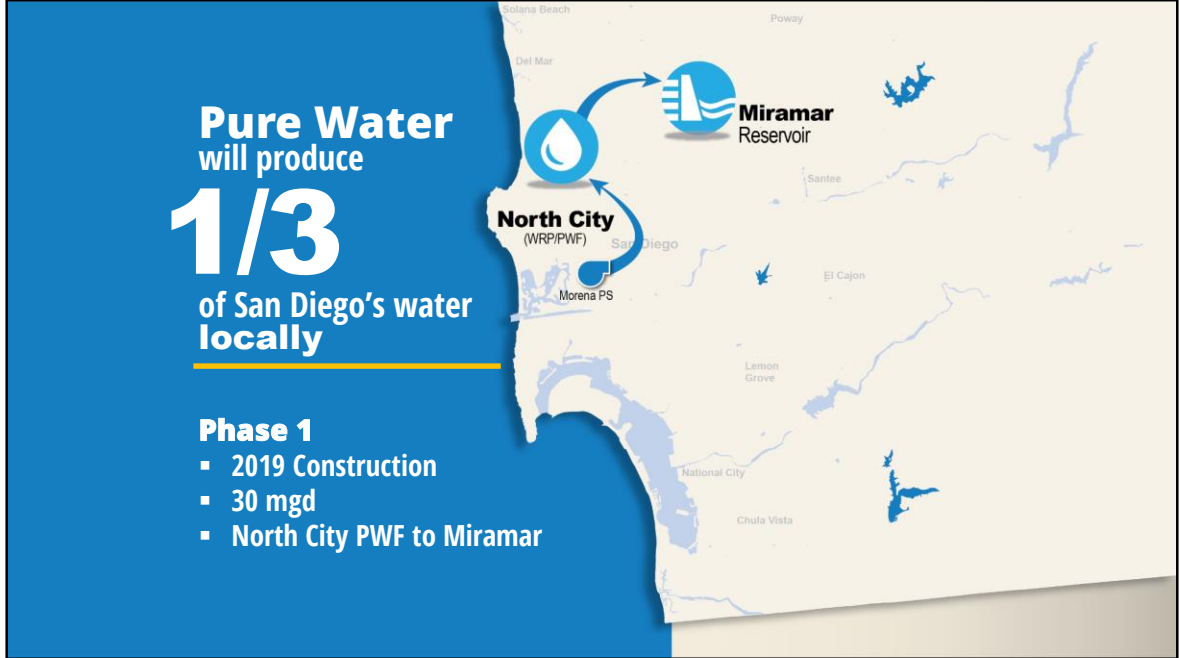 Pure Water
will produce
1/3
of San Diego's water
locally
Phase 1
▪ 2019 Construction
▪ 30 mgd
▪ North City PWF to Miramar
Solana Beach
Poway
Del Mar
Miramar
Reservoir
Santee
North City
(WRP/PWF)
San Diego
El Cajon
Morena PS
Lemon
Grove
National City
Chula Vista